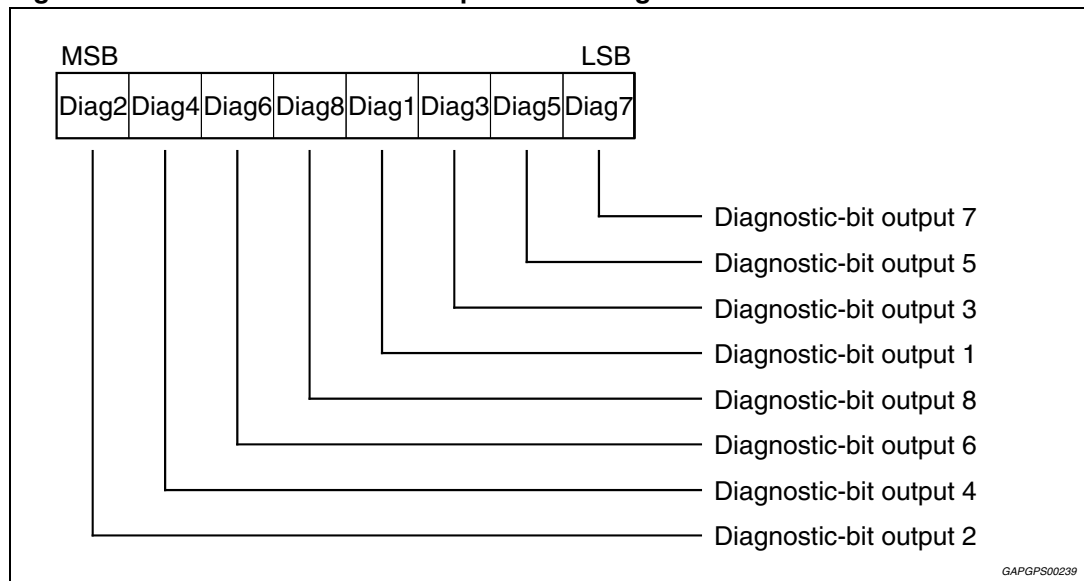 MSB LSB
Diag2 Diag4 Diag6 Diag8 Diag1 Diag3 Diag5 Diag7
Diagnostic-bit output 7
Diagnostic-bit output 5
Diagnostic-bit output 3
Diagnostic-bit output 1
Diagnostic-bit output 8
Diagnostic-bit output 6
Diagnostic-bit output 4
Diagnostic-bit output 2
GAPGPS00239